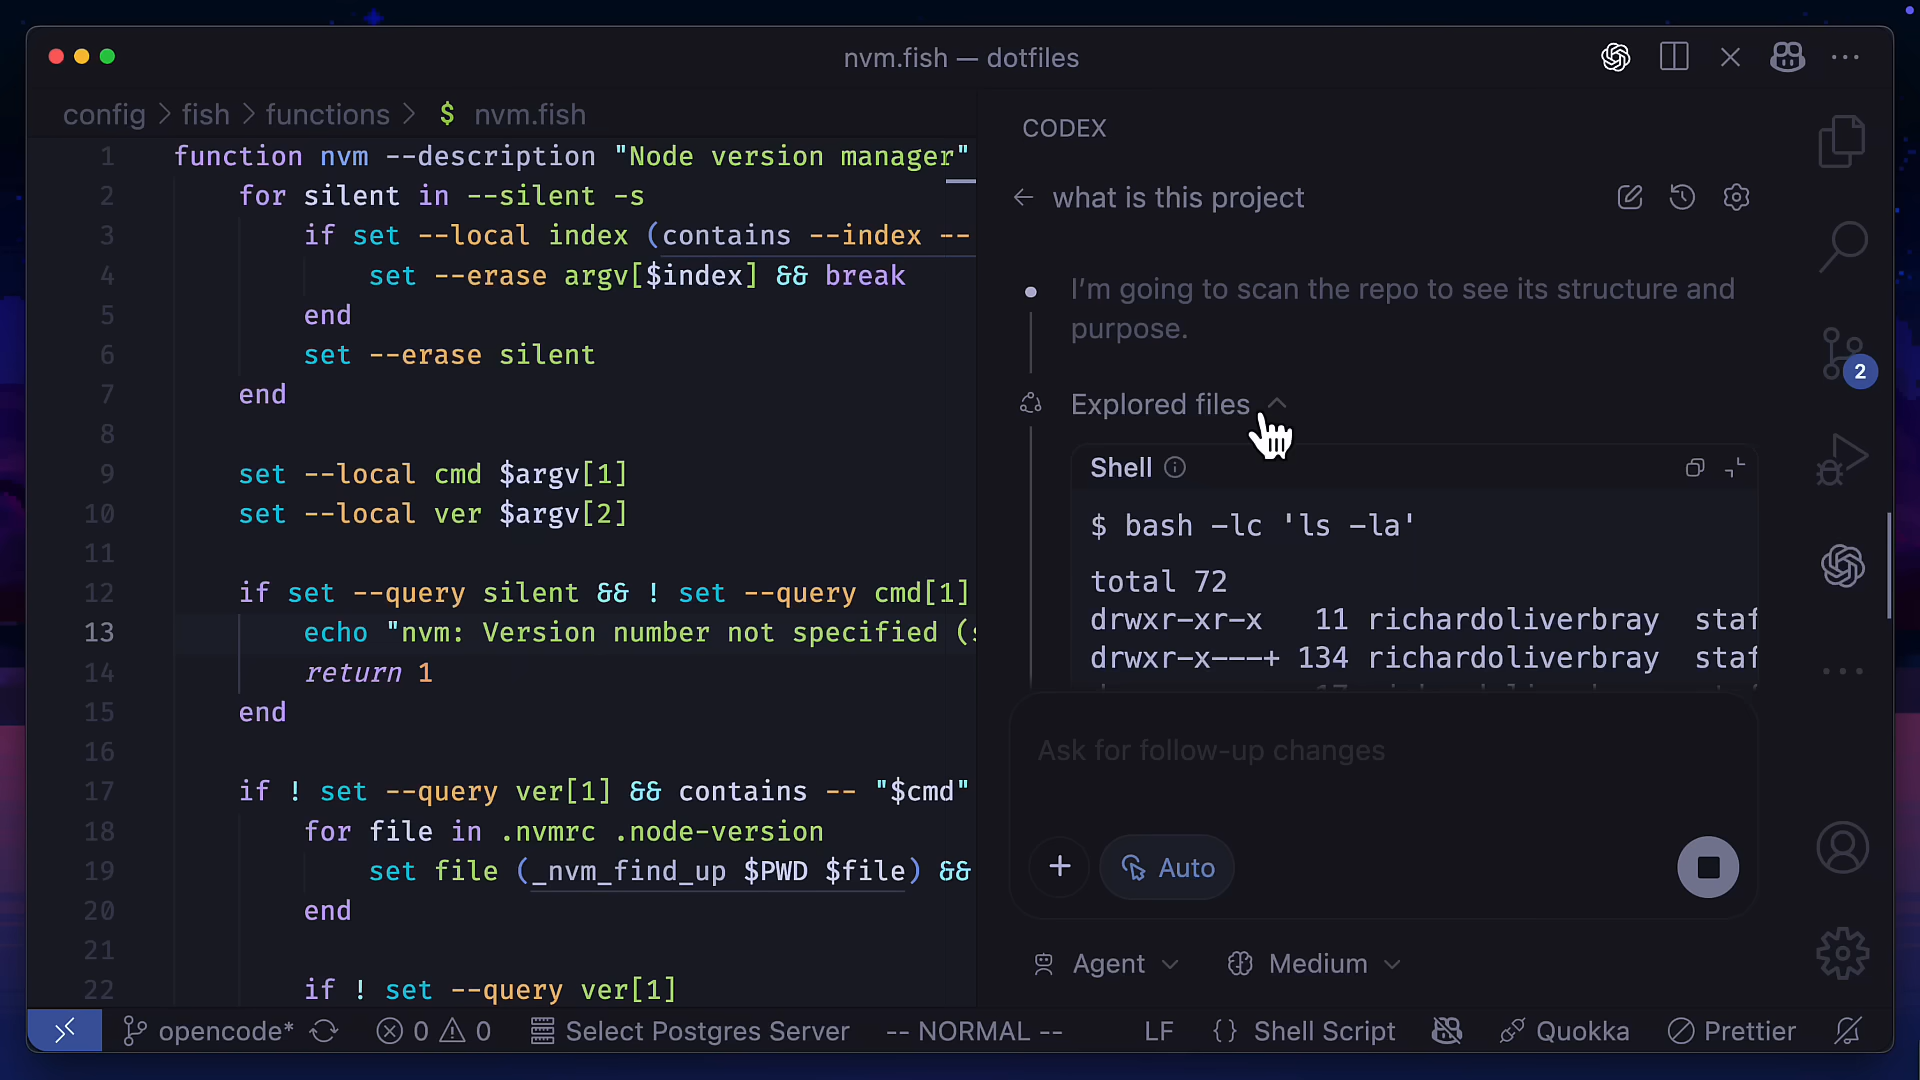 nvm.fish — dotfiles
config > fish > functions > $ nvm.fish
1 function nvm --description "Node version manager"
2 for silent in --silent -s
3 if set --local index (contains --index --
4 set --erase argv[$index] && break
5 end
6 set --erase silent
7 end
8
9 set --local cmd $argv[1]
10 set --local ver $argv[2]
11
12 if set --query silent && ! set --query cmd[1]
13 echo "nvm: Version number not specified (s
14 return 1
15 end
16
17 if ! set --query ver[1] && contains -- "$cmd"
18 for file in .nvmrc .node-version
19 set file (_nvm_find_up $PWD $file) &&
20 end
21
22 if ! set --query ver[1]
CODEX
what is this project
I'm going to scan the repo to see its structure and
purpose.
Explored files
Shell
$ bash -lc 'ls -la'
total 72
drwxr-xr-x 11 richardoliverbray staf
drwxr-x---+ 134 richardoliverbray staf
Ask for follow-up changes
+ Auto
Agent Medium
2
opencode* 0 0 Select Postgres Server -- NORMAL -- LF {} Shell Script Quokka Prettier